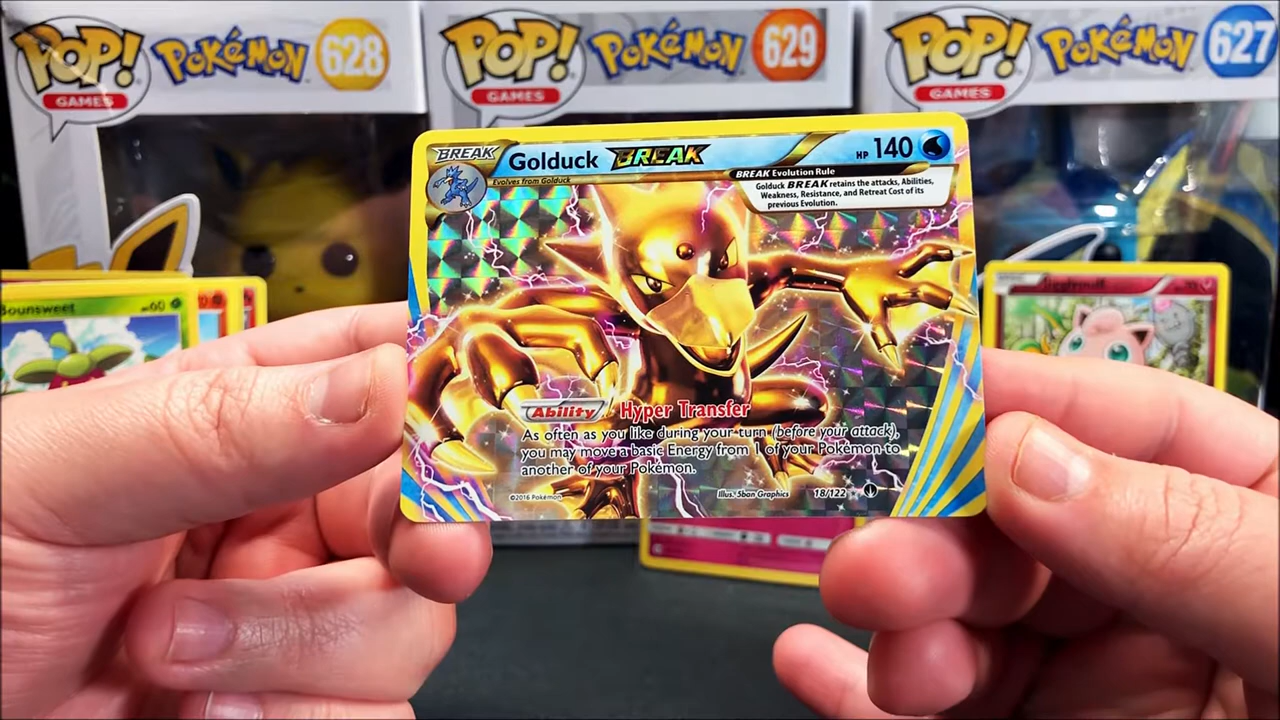 POP!
GAMES
POKéMON
628
POP!
GAMES
POKéMON
629
POP!
GAMES
POKéMON
627
BREAK
Golduck BREAK
HP 140
Evolves from Golduck
BREAK Evolution Rule
Golduck BREAK retains the attacks, Abilities,
Weakness, Resistance, and Retreat Cost of its
previous Evolution.
Bounsweet
60
Jigglypuff
Ability Hyper Transfer
As often as you like during your turn (before your attack),
you may move a basic Energy from 1 of your Pokémon to
another of your Pokémon.
©2016 Pokémon
Illus. 5ban Graphics
18/122